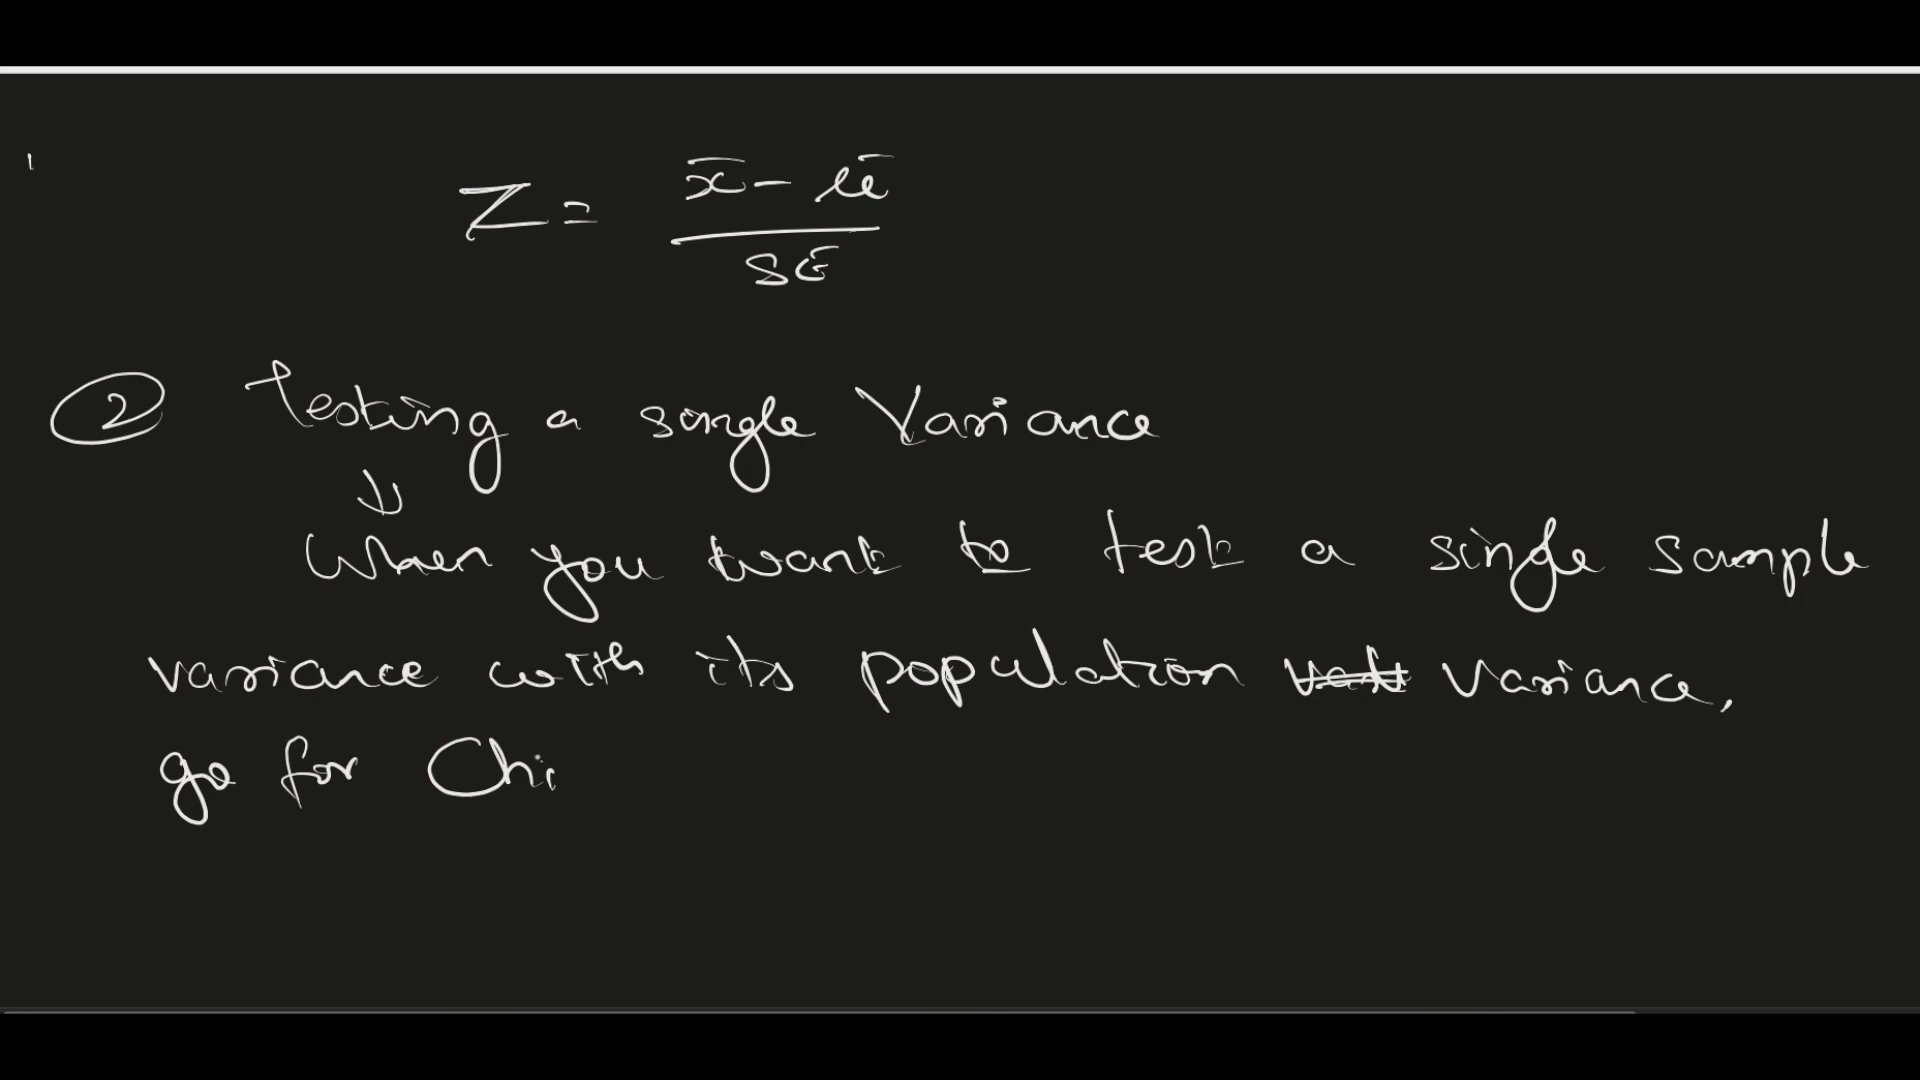 Z = x̄ - μ̄ / SE
② Testing a single Variance
↓
When you want to test a single sample
variance with its population variance,
go for Chi